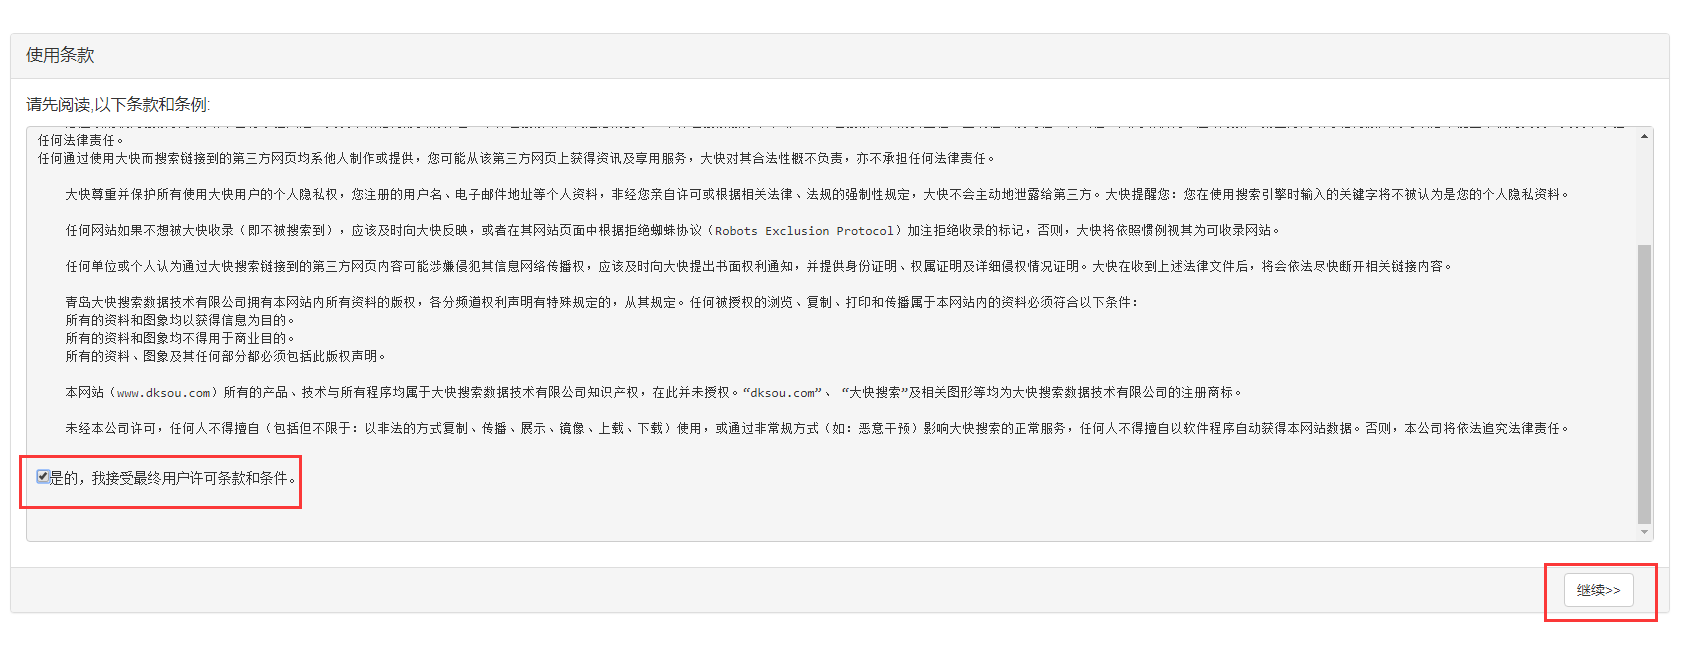 使用条款
请先阅读,以下条款和条例:
任何法律责任。
任何通过使用大快而搜索链接到的第三方网页均系他人制作或提供，您可能从该第三方网页上获得资讯及享用服务，大快对其合法性概不负责，亦不承担任何法律责任。
大快尊重并保护所有使用大快用户的个人隐私权，您注册的用户名、电子邮件地址等个人资料，非经您亲自许可或根据相关法律、法规的强制性规定，大快不会主动地泄露给第三方。大快提醒您：您在使用搜索引擎时输入的关键字将不被认为是您的个人隐私资料。
任何网站如果不想被大快收录（即不被搜索到），应该及时向大快反映，或者在其网站页面中根据拒绝蜘蛛协议（Robots Exclusion Protocol）加注拒绝收录的标记，否则，大快将依照惯例视其为可收录网站。
任何单位或个人认为通过大快搜索链接到的第三方网页内容可能涉嫌侵犯其信息网络传播权，应该及时向大快提出书面权利通知，并提供身份证明、权属证明及详细侵权情况证明。大快在收到上述法律文件后，将会依法尽快断开相关链接内容。
青岛大快搜索数据技术有限公司拥有本网站内所有资料的版权，各分频道权利声明有特殊规定的，从其规定。任何被授权的浏览、复制、打印和传播属于本网站内的资料必须符合以下条件：
所有的资料和图象均以获得信息为目的。
所有的资料和图象均不得用于商业目的。
所有的资料、图象及其任何部分都必须包括此版权声明。
本网站（www.dksou.com）所有的产品、技术与所有程序均属于大快搜索数据技术有限公司知识产权，在此并未授权。“dksou.com”、 “大快搜索”及相关图形等均为大快搜索数据技术有限公司的注册商标。
未经本公司许可，任何人不得擅自（包括但不限于：以非法的方式复制、传播、展示、镜像、上载、下载）使用，或通过非常规方式（如：恶意干预）影响大快搜索的正常服务，任何人不得擅自以软件程序自动获得本网站数据。否则，本公司将依法追究法律责任。
是的，我接受最终用户许可条款和条件。
继续>>